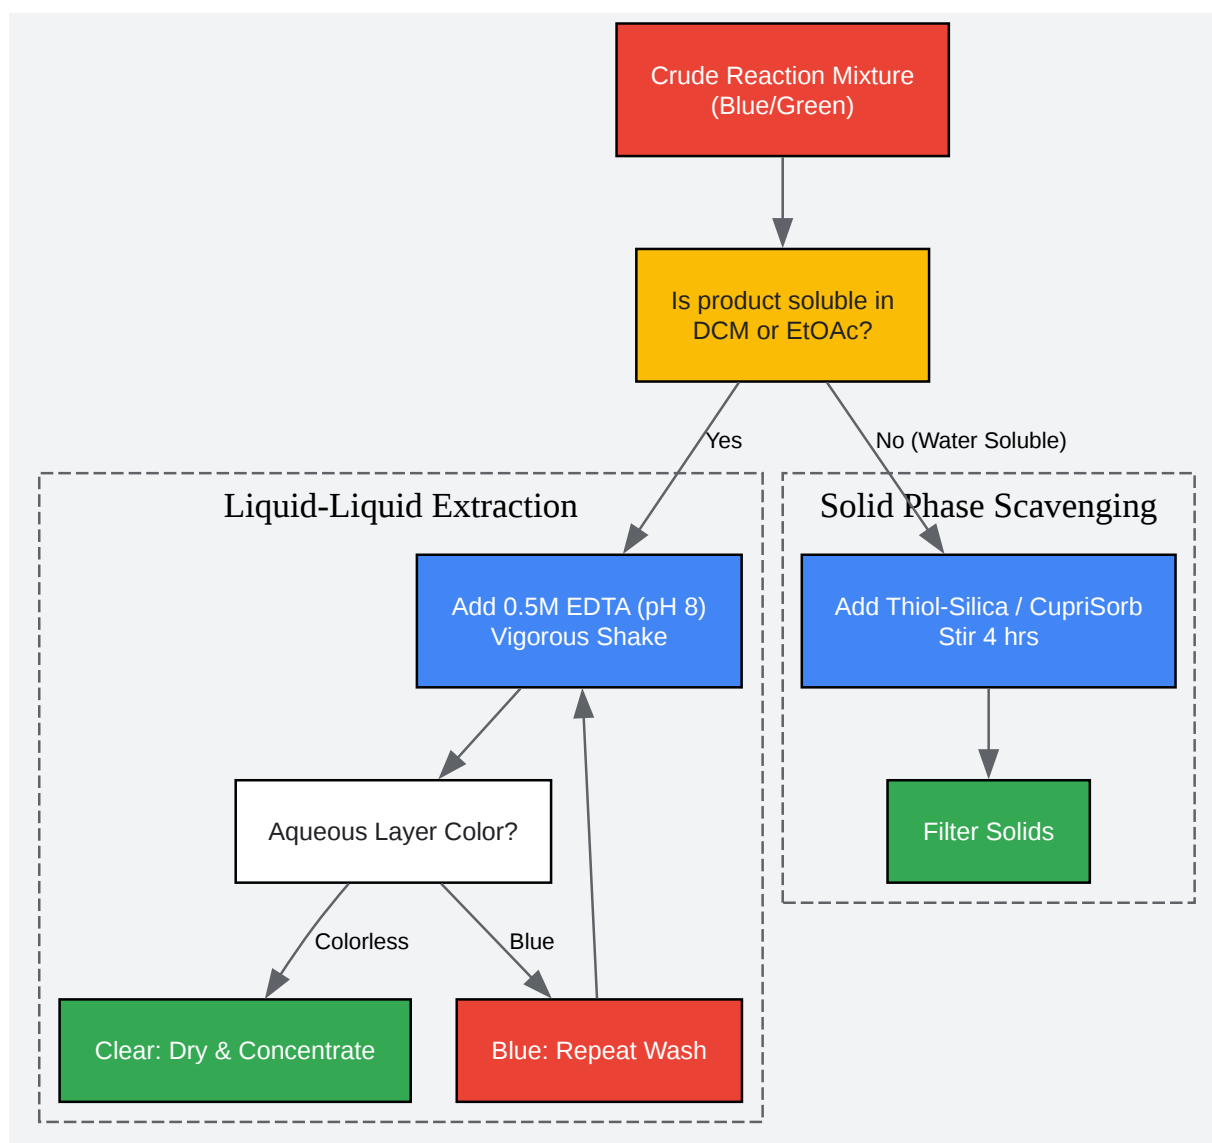 Crude Reaction Mixture
(Blue/Green)
Is product soluble in
DCM or EtOAc?
Yes
No (Water Soluble)
Liquid-Liquid Extraction
Solid Phase Scavenging
Add 0.5M EDTA (pH 8)
Vigorous Shake
Add Thiol-Silica / CupriSorb
Stir 4 hrs
Aqueous Layer Color?
Filter Solids
Colorless
Blue
Clear: Dry & Concentrate
Blue: Repeat Wash